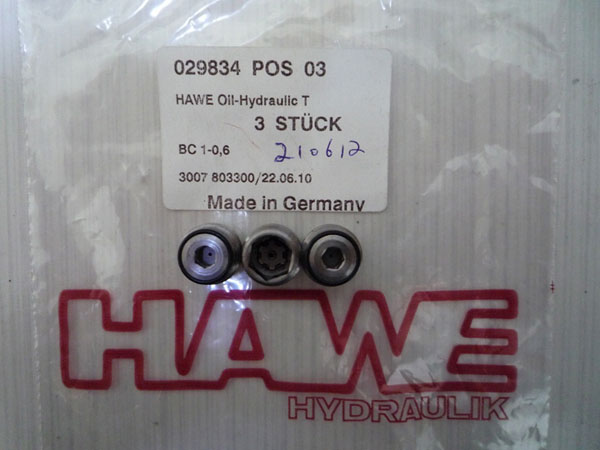 029834 POS 03
HAWE Oil-Hydraulic T
3 STÜCK
BC 1-0,6 210612
3007 803300/22.06.10
Made in Germany
HAWE
HYDRAULIK